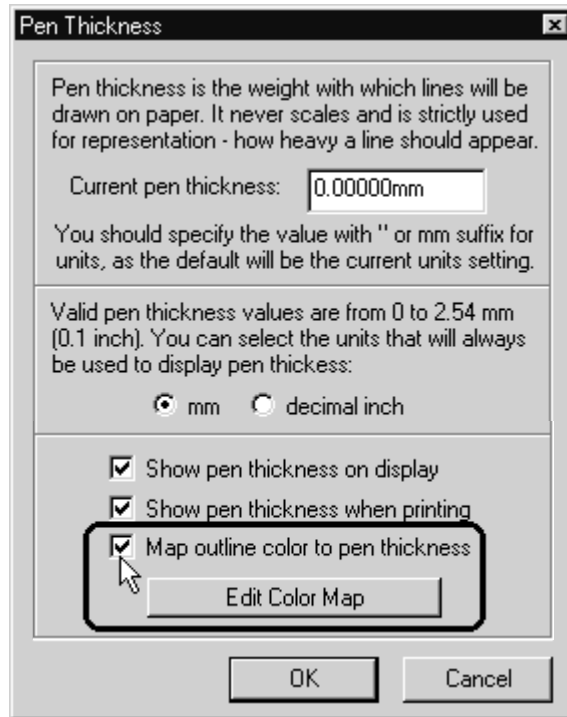 Pen Thickness
Pen thickness is the weight with which lines will be
drawn on paper. It never scales and is strictly used
for representation - how heavy a line should appear.
Current pen thickness: 0.00000mm
You should specify the value with " or mm suffix for
units, as the default will be the current units setting.
Valid pen thickness values are from 0 to 2.54 mm
(0.1 inch). You can select the units that will always
be used to display pen thickess:
mm decimal inch
Show pen thickness on display
Show pen thickness when printing
Map outline color to pen thickness
Edit Color Map
OK Cancel